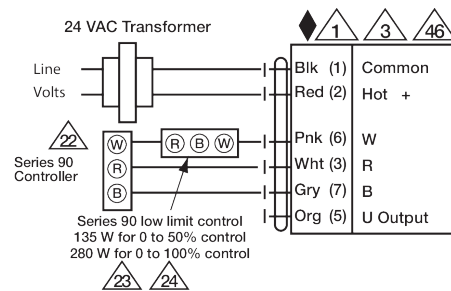 24 VAC Transformer
1 3 46
Line
Volts
Blk (1) Common
Red (2) Hot +
22
Series 90
Controller
W
R
B
R B W
Pnk (6) W
Wht (3) R
Gry (7) B
Org (5) U Output
Series 90 low limit control
135 W for 0 to 50% control
280 W for 0 to 100% control
23 24